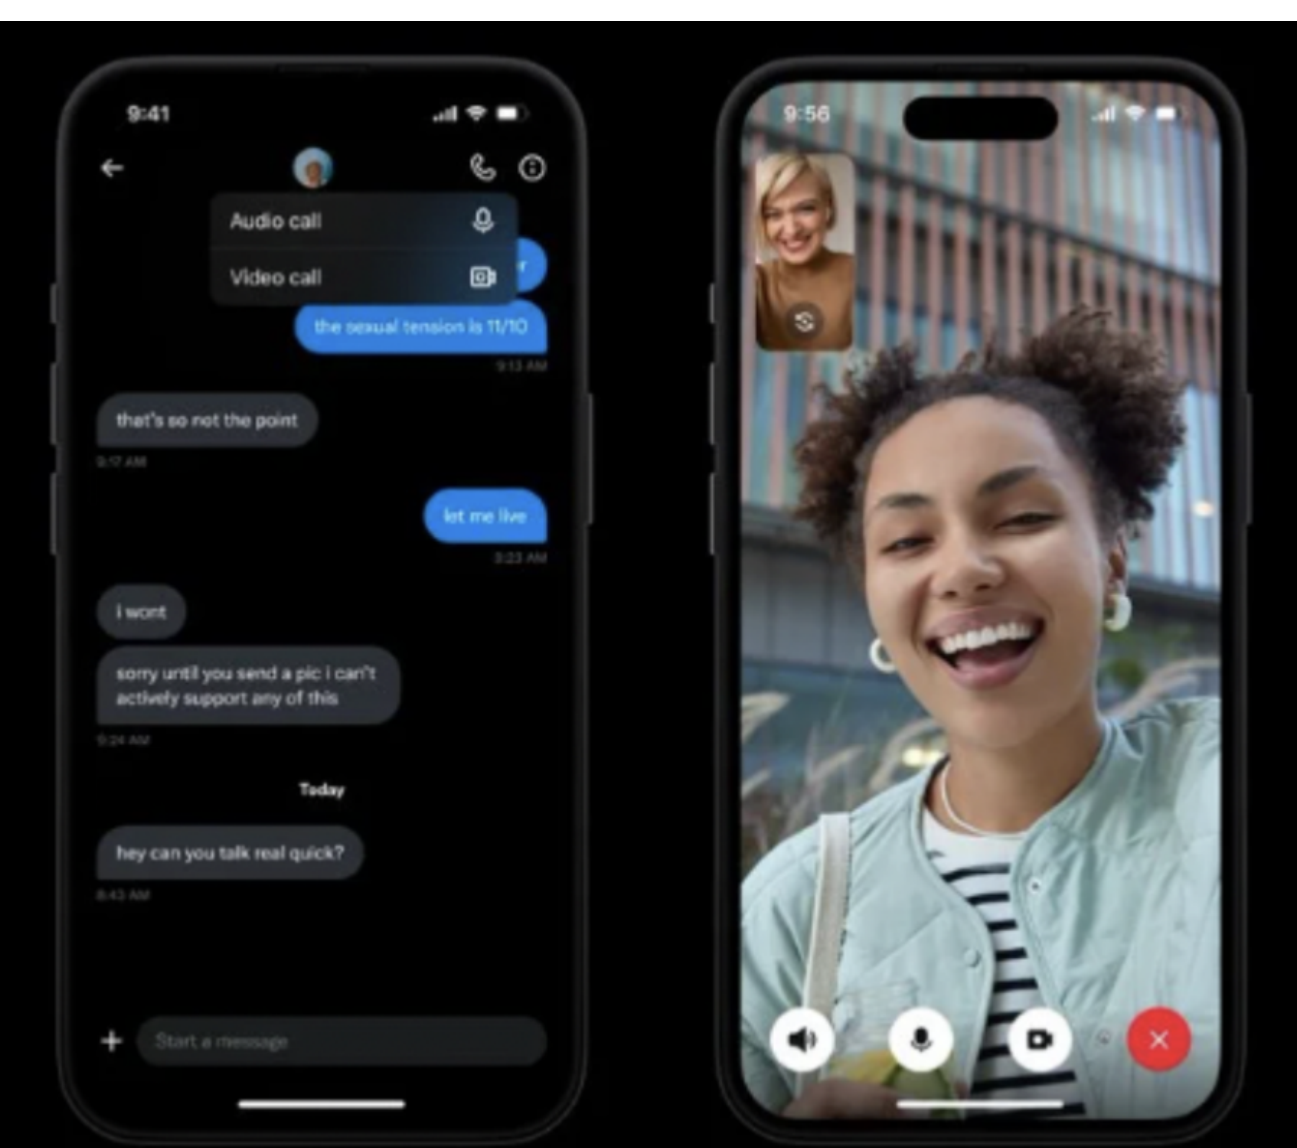 9:41
Audio call
Video call
r
the sexual tension is 11/10
9:13 AM
that's so not the point
9:17 AM
let me live
9:23 AM
i wont
sorry until you send a pic i can't
actively support any of this
9:24 AM
Today
hey can you talk real quick?
8:43 AM
Start a message
9:56